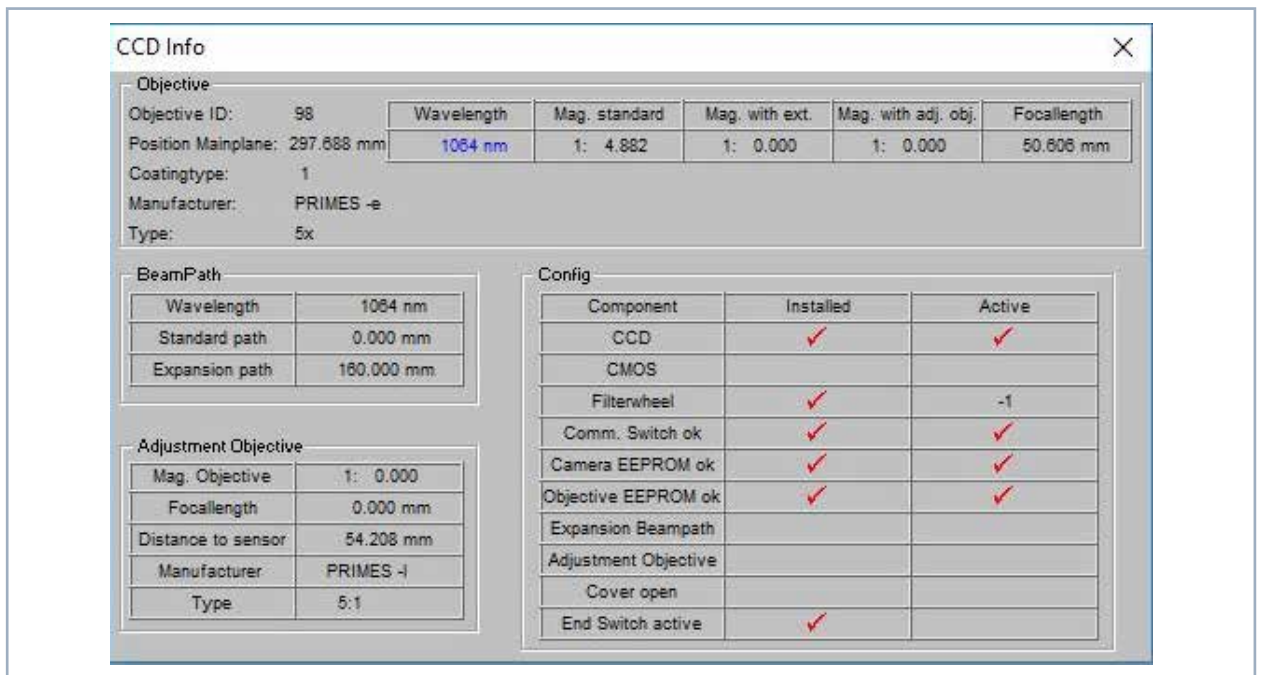 CCD Info
Objective
Objective ID: 98 Wavelength Mag. standard Mag. with ext. Mag. with adj. obj. Focallength
Position Mainplane: 297.688 mm 1064 nm 1: 4.882 1: 0.000 1: 0.000 50.606 mm
Coatingtype: 1
Manufacturer: PRIMES -e
Type: 5x
BeamPath
Wavelength 1064 nm
Standard path 0.000 mm
Expansion path 160.000 mm
Adjustment Objective
Mag. Objective 1: 0.000
Focallength 0.000 mm
Distance to sensor 54.208 mm
Manufacturer PRIMES -l
Type 5:1
Config
Component Installed Active
CCD ✓ ✓
CMOS
Filterwheel ✓ -1
Comm. Switch ok ✓ ✓
Camera EEPROM ok ✓ ✓
Objective EEPROM ok ✓ ✓
Expansion Beampath
Adjustment Objective
Cover open
End Switch active ✓